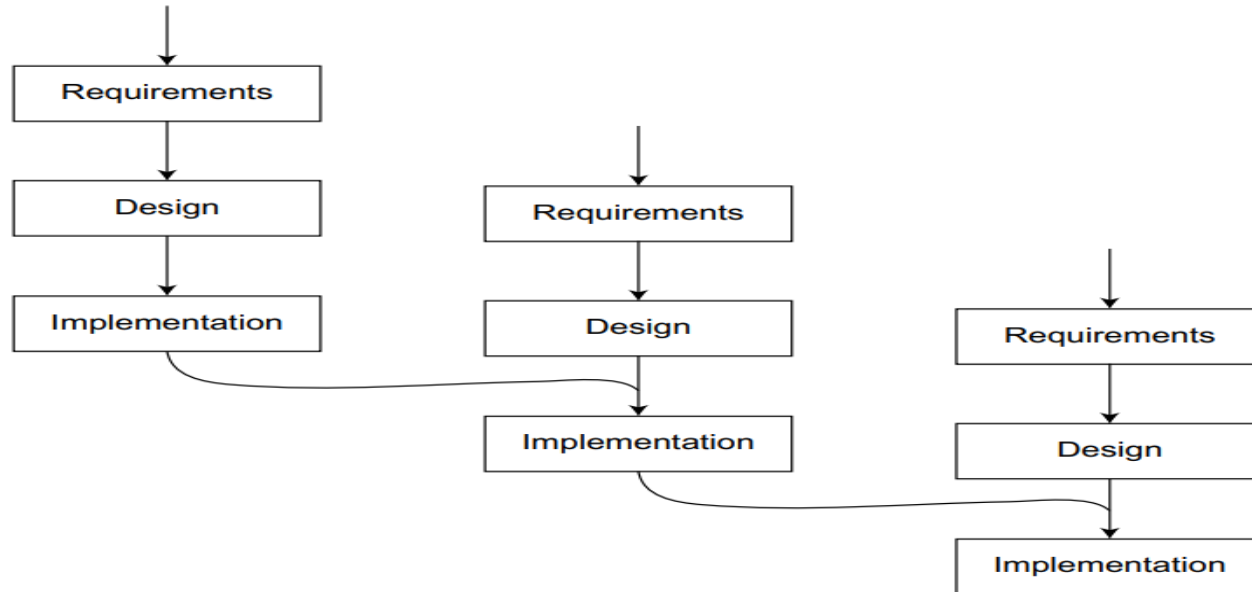 Requirements
Design
Implementation
Requirements
Design
Implementation
Requirements
Design
Implementation